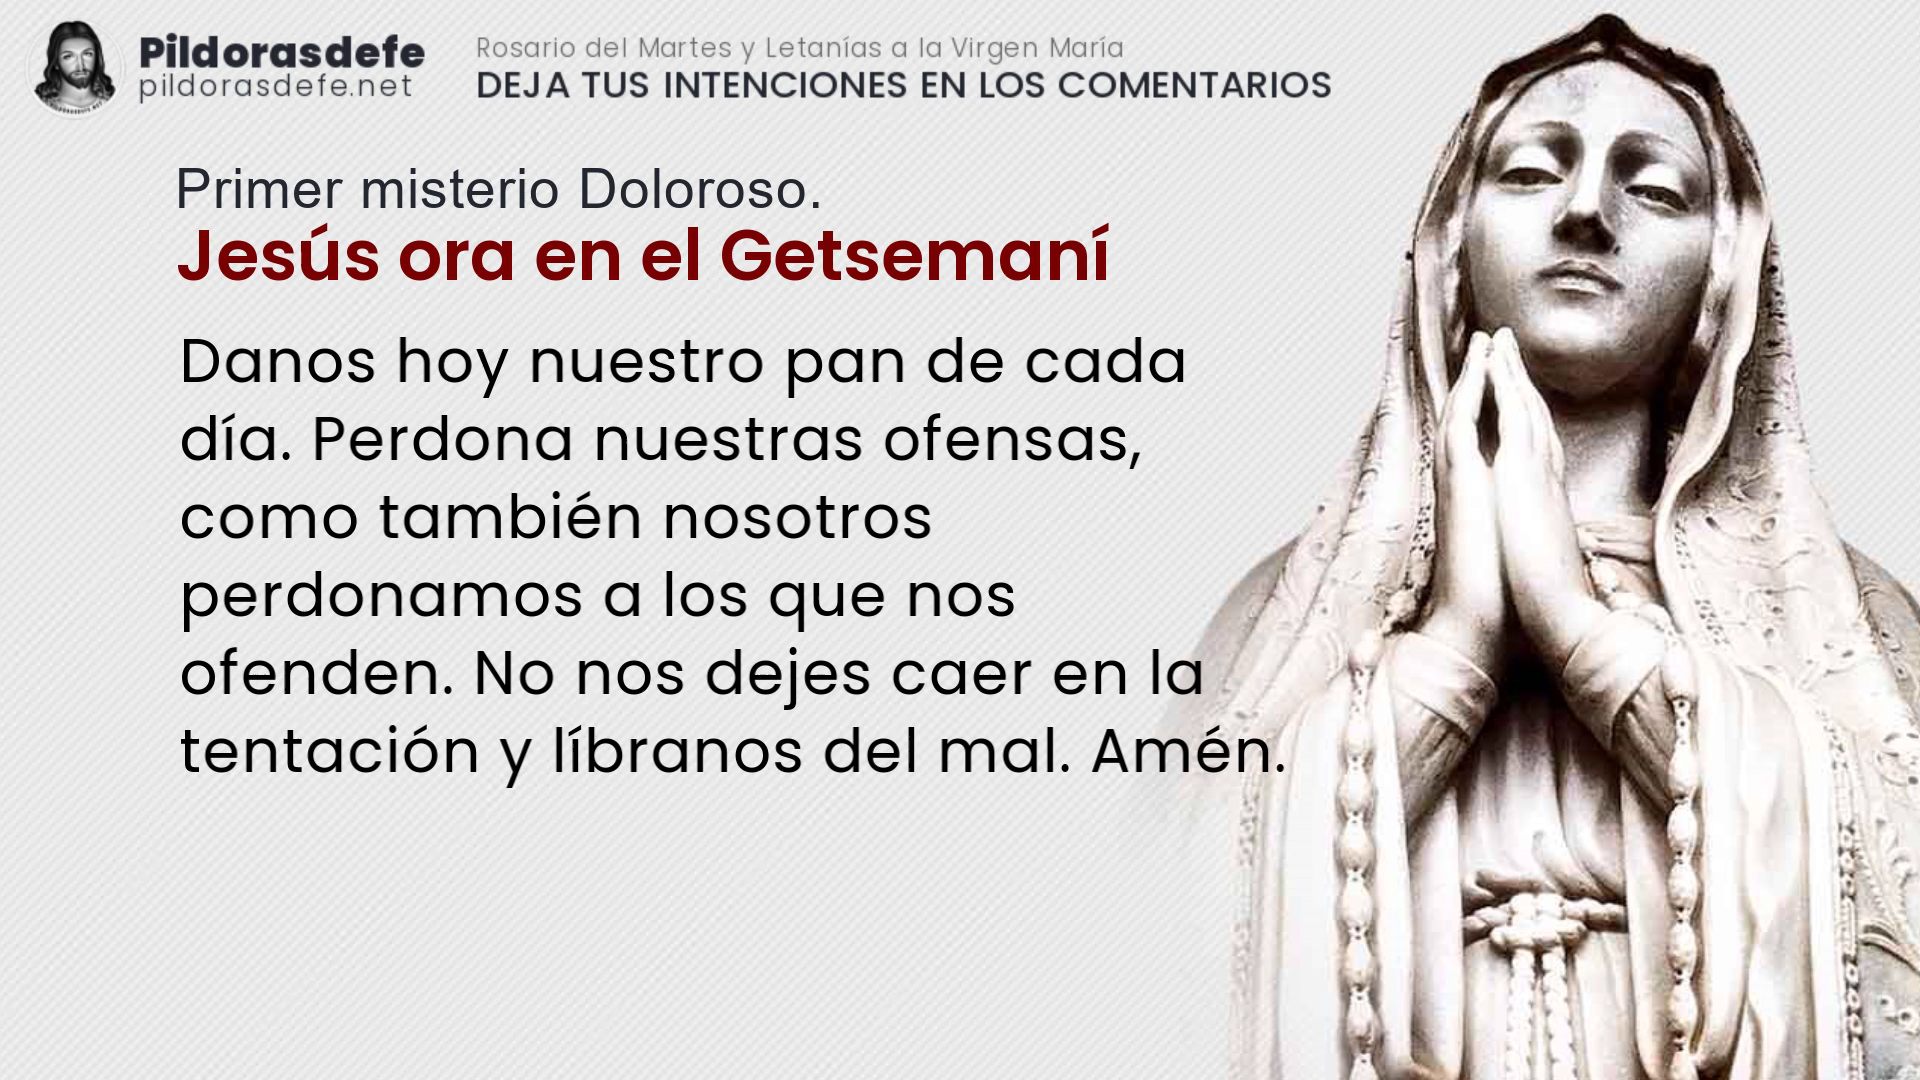 Pildorasdefe
pildorasdefe.net
Rosario del Martes y Letanías a la Virgen María
DEJA TUS INTENCIONES EN LOS COMENTARIOS
Primer misterio Doloroso.
Jesús ora en el Getsemaní
Danos hoy nuestro pan de cada
día. Perdona nuestras ofensas,
como también nosotros
perdonamos a los que nos
ofenden. No nos dejes caer en la
tentación y líbranos del mal. Amén.